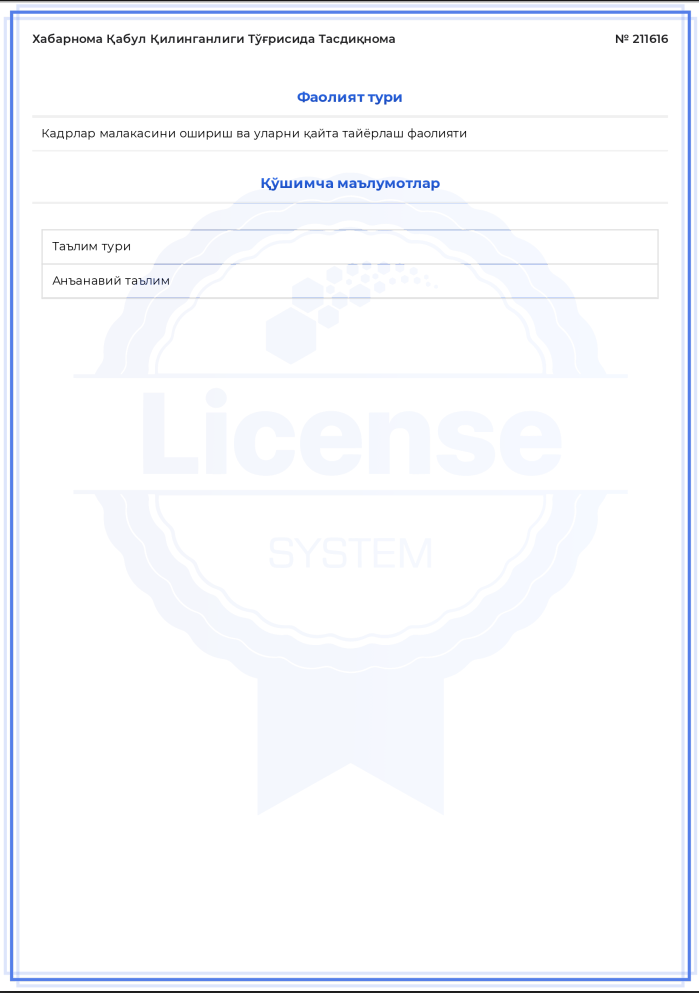 Хабарнома Қабул Қилинганлиги Тўғрисида Тасдиқнома № 211616
Фаолият тури
Кадрлар малакасини ошириш ва уларни қайта тайёрлаш фаолияти
Қўшимча маълумотлар
Таълим тури
Анъанавий таълим
License
SYSTEM